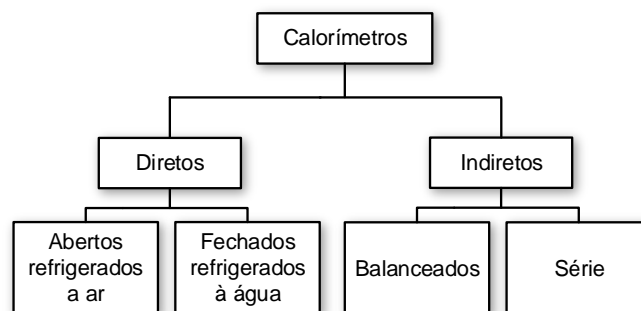 Calorímetros
Diretos
Indiretos
Abertos
refrigerados
a ar
Fechados
refrigerados
à água
Balanceados
Série